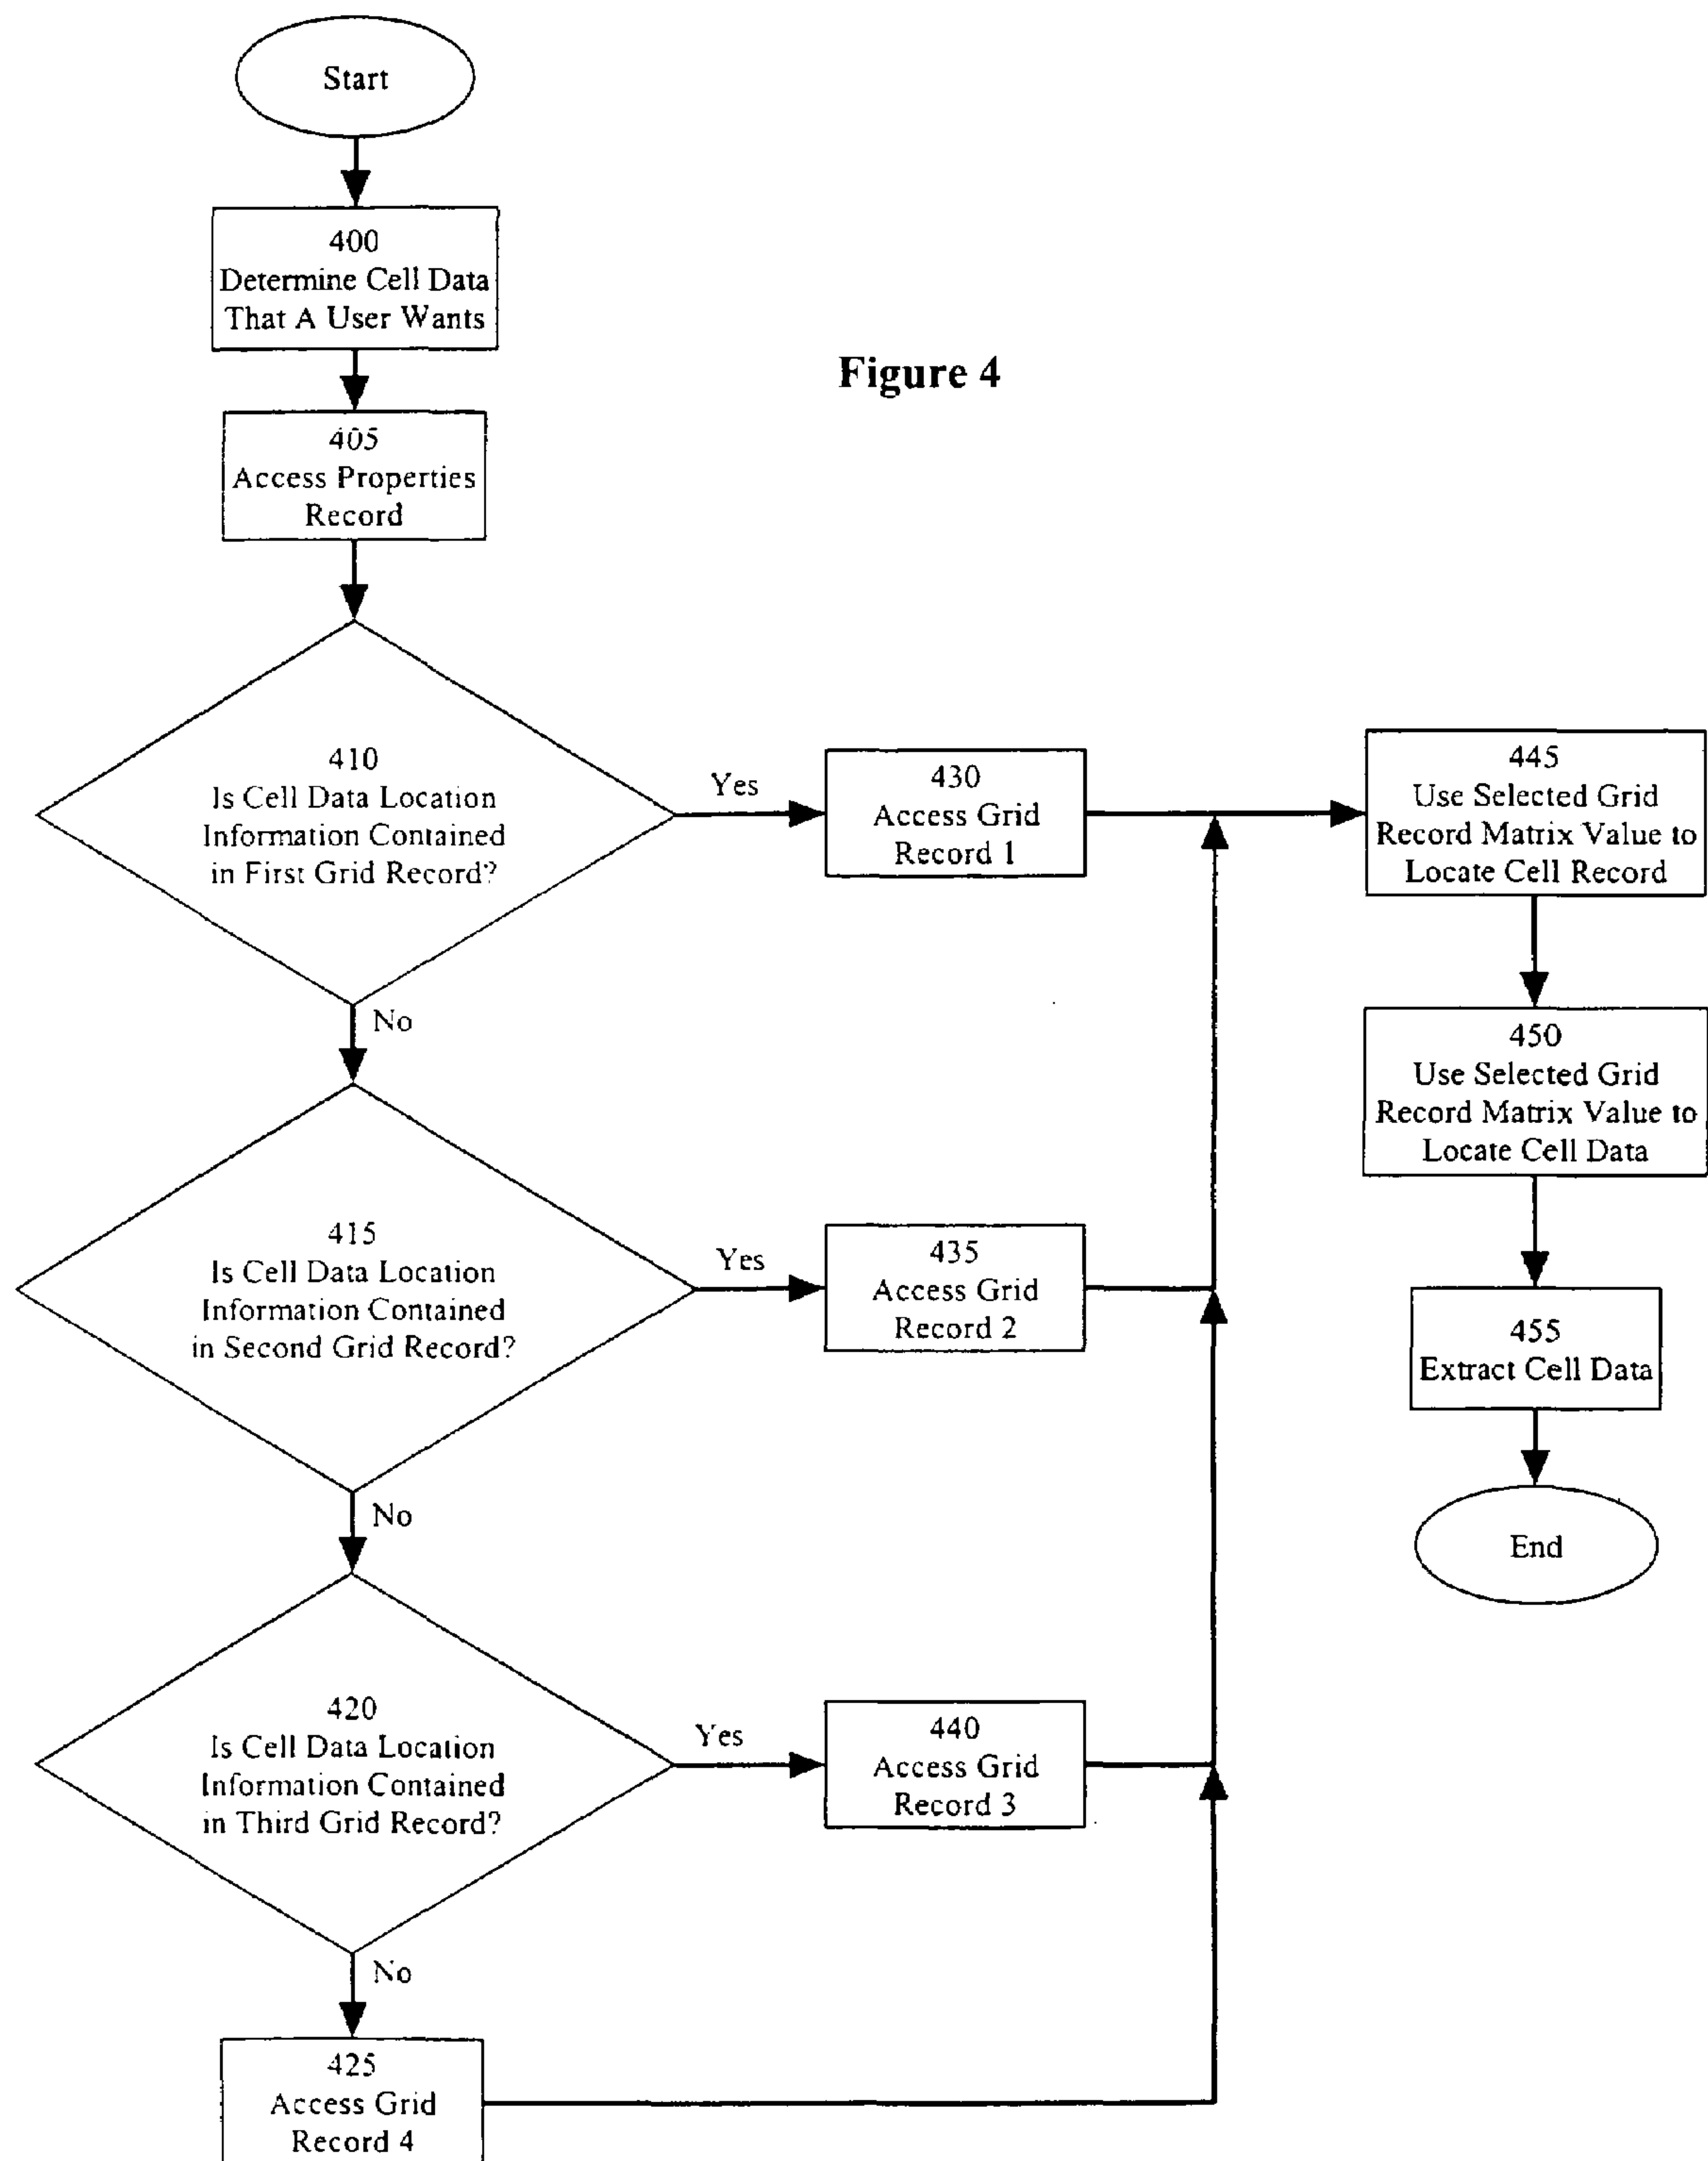 Start
400
Determine Cell Data
That A User Wants
Figure 4
405
Access Properties
Record
410
Is Cell Data Location
Information Contained
in First Grid Record?
Yes
430
Access Grid
Record 1
445
Use Selected Grid
Record Matrix Value to
Locate Cell Record
No
450
Use Selected Grid
Record Matrix Value to
Locate Cell Data
415
Is Cell Data Location
Information Contained
in Second Grid Record?
Yes
435
Access Grid
Record 2
455
Extract Cell Data
No
End
420
Is Cell Data Location
Information Contained
in Third Grid Record?
Yes
440
Access Grid
Record 3
No
425
Access Grid
Record 4